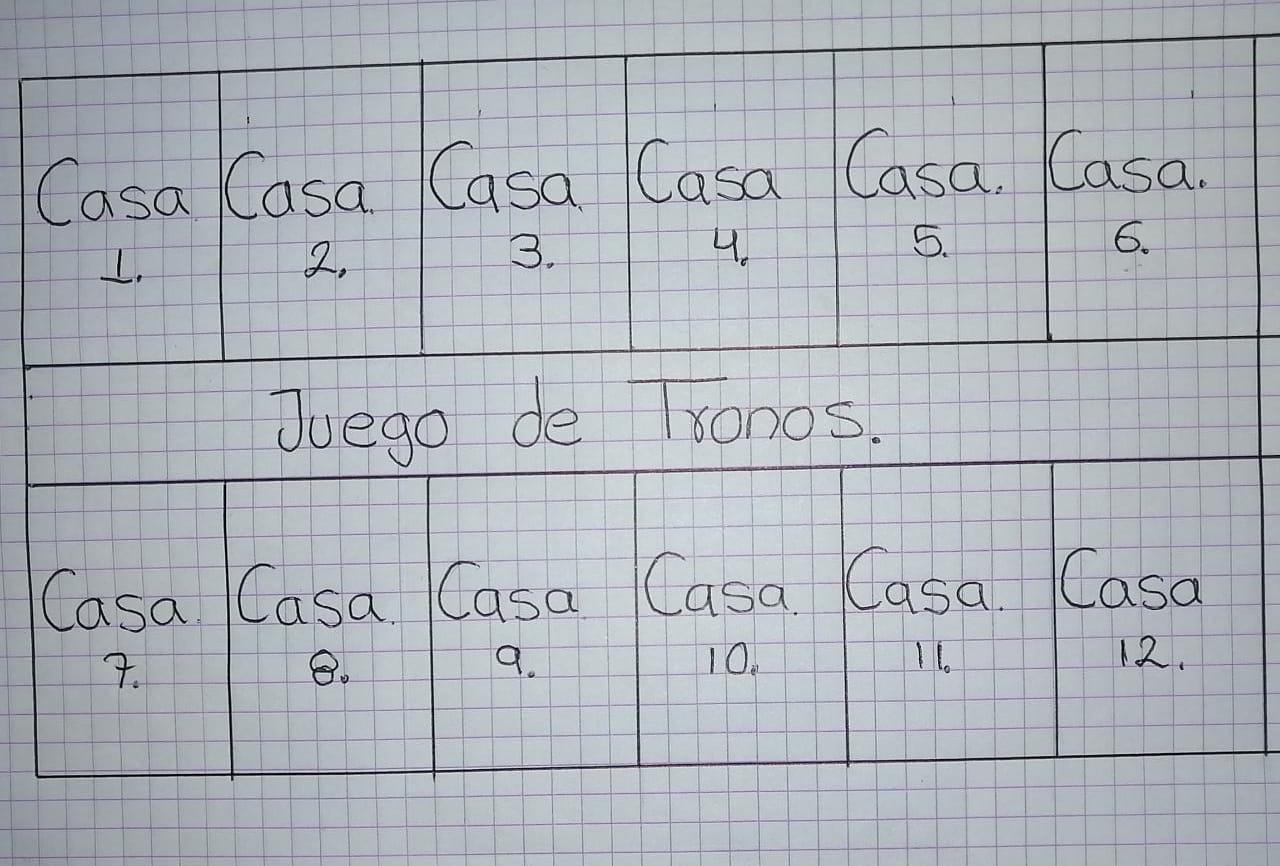 Casa. Casa. Casa. Casa Casa. Casa.
1. 2. 3. 4. 5. 6.
Juego de Tronos.
Casa. Casa. Casa Casa. Casa. Casa
7. 8. 9. 10. 11. 12.